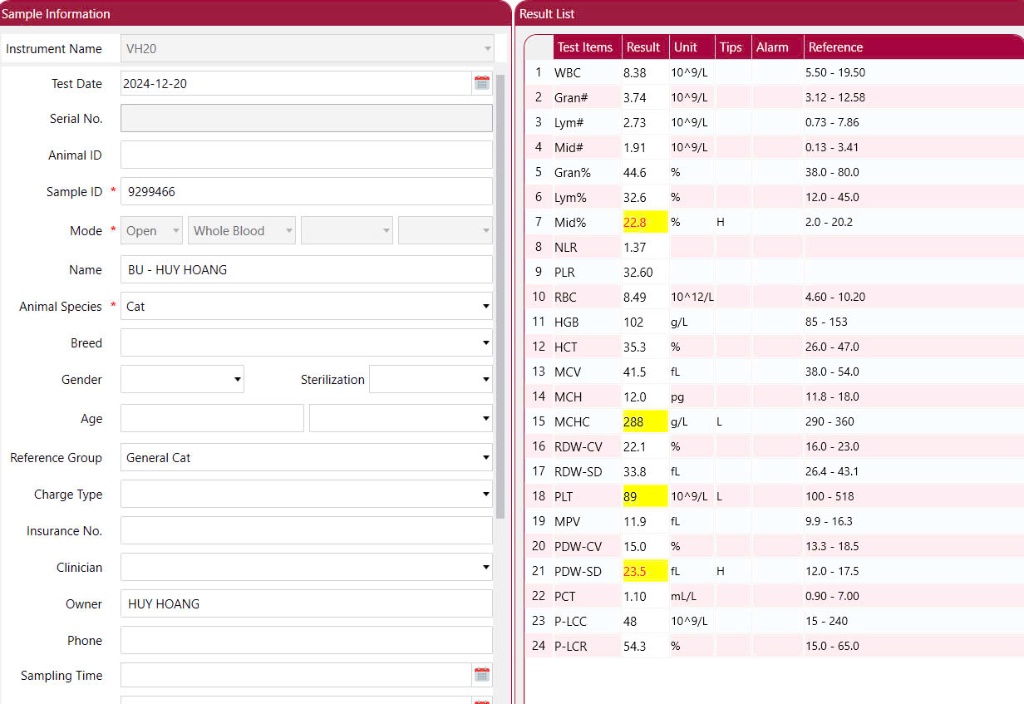 Sample Information
Instrument Name VH20
Test Date 2024-12-20
Serial No.
Animal ID
Sample ID * 9299466
Mode * Open Whole Blood
Name BU - HUY HOANG
Animal Species * Cat
Breed
Gender Sterilization
Age
Reference Group General Cat
Charge Type
Insurance No.
Clinician
Owner HUY HOANG
Phone
Sampling Time
Result List
Test Items Result Unit Tips Alarm Reference
1 WBC 8.38 10^9/L 5.50 - 19.50
2 Gran# 3.74 10^9/L 3.12 - 12.58
3 Lym# 2.73 10^9/L 0.73 - 7.86
4 Mid# 1.91 10^9/L 0.13 - 3.41
5 Gran% 44.6 % 38.0 - 80.0
6 Lym% 32.6 % 12.0 - 45.0
7 Mid% 22.8 % H 2.0 - 20.2
8 NLR 1.37
9 PLR 32.60
10 RBC 8.49 10^12/L 4.60 - 10.20
11 HGB 102 g/L 85 - 153
12 HCT 35.3 % 26.0 - 47.0
13 MCV 41.5 fL 38.0 - 54.0
14 MCH 12.0 pg 11.8 - 18.0
15 MCHC 288 g/L L 290 - 360
16 RDW-CV 22.1 % 16.0 - 23.0
17 RDW-SD 33.8 fL 26.4 - 43.1
18 PLT 89 10^9/L L 100 - 518
19 MPV 11.9 fL 9.9 - 16.3
20 PDW-CV 15.0 % 13.3 - 18.5
21 PDW-SD 23.5 fL H 12.0 - 17.5
22 PCT 1.10 mL/L 0.90 - 7.00
23 P-LCC 48 10^9/L 15 - 240
24 P-LCR 54.3 % 15.0 - 65.0